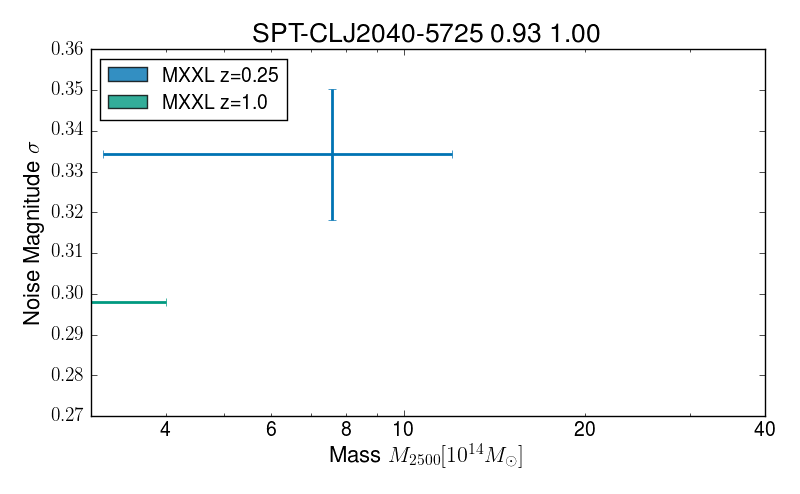 SPT-CLJ2040-5725 0.93 1.00
0.36
MXXL z=0.25
MXXL z=1.0
0.35
0.34
0.33
0.32
0.31
0.30
0.29
0.28
0.27
Noise Magnitude σ
4 6 8 10 20 40
Mass M₂₅₀₀[10¹⁴M⊙]